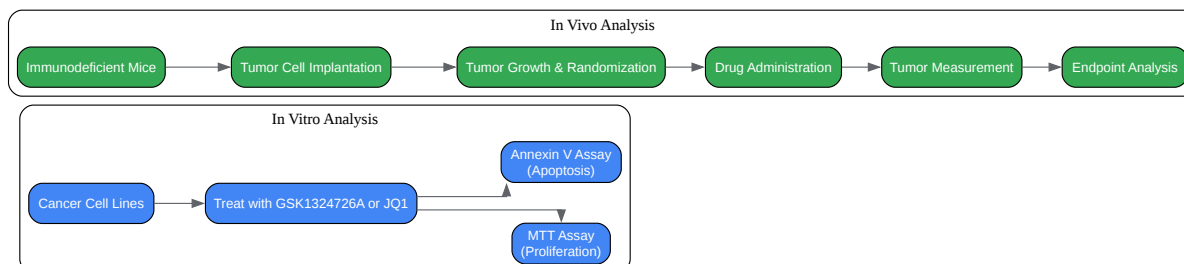 In Vivo Analysis
Immunodeficient Mice
Tumor Cell Implantation
Tumor Growth & Randomization
Drug Administration
Tumor Measurement
Endpoint Analysis
In Vitro Analysis
Cancer Cell Lines
Treat with GSK1324726A or JQ1
Annexin V Assay
(Apoptosis)
MTT Assay
(Proliferation)